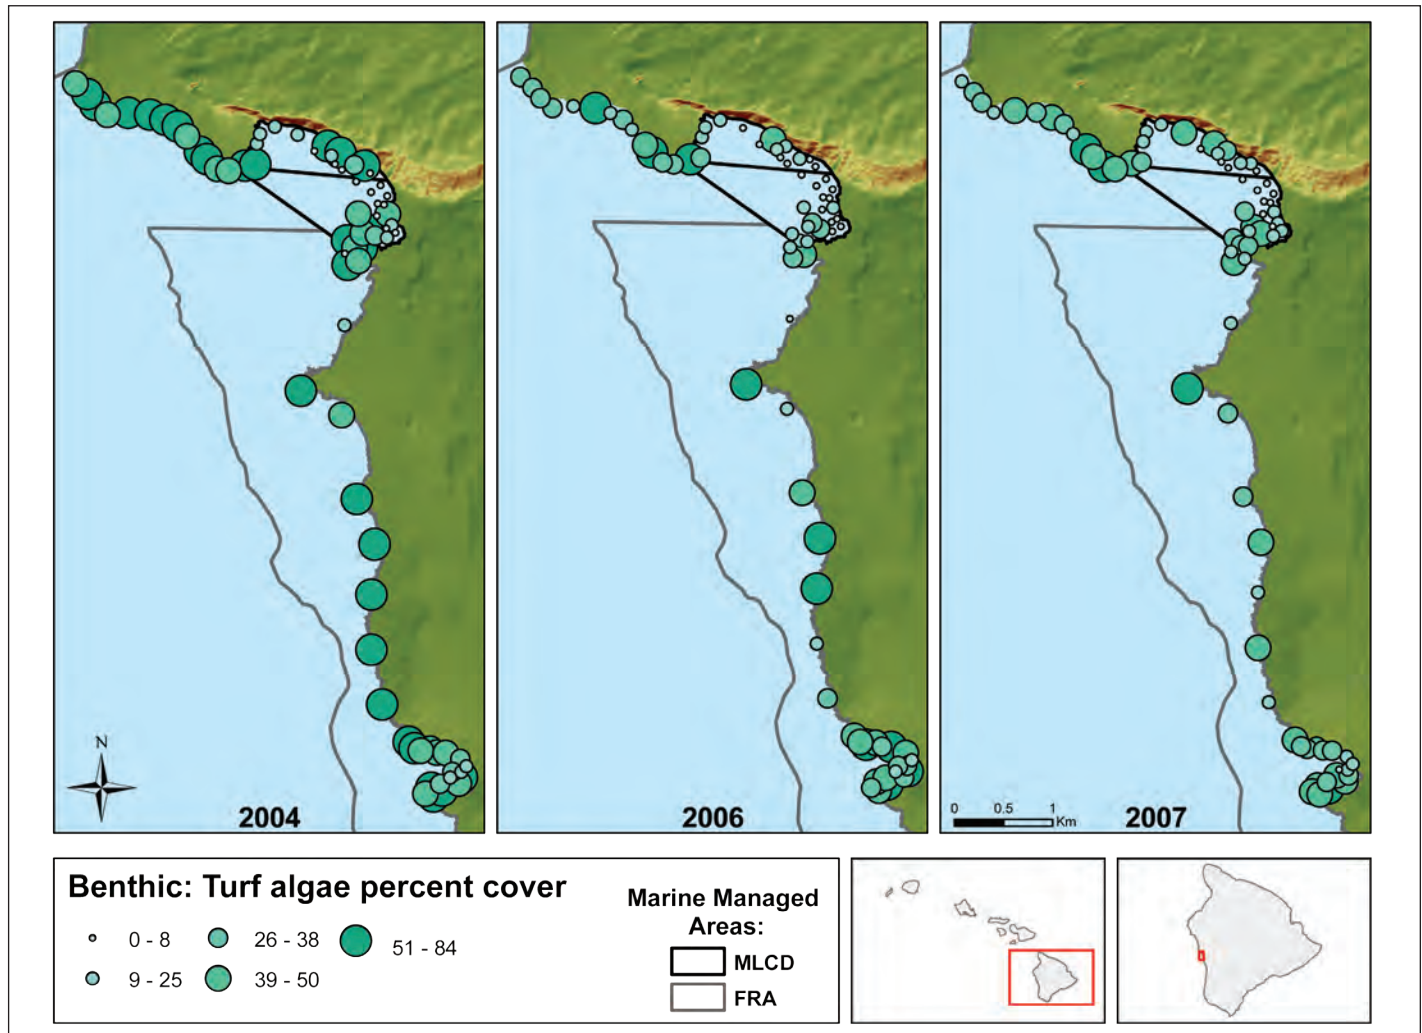 N
2004
2006
0 0.5 1
Km
2007
Benthic: Turf algae percent cover
0 - 8
26 - 38
51 - 84
9 - 25
39 - 50
Marine Managed
Areas:
MLCD
FRA